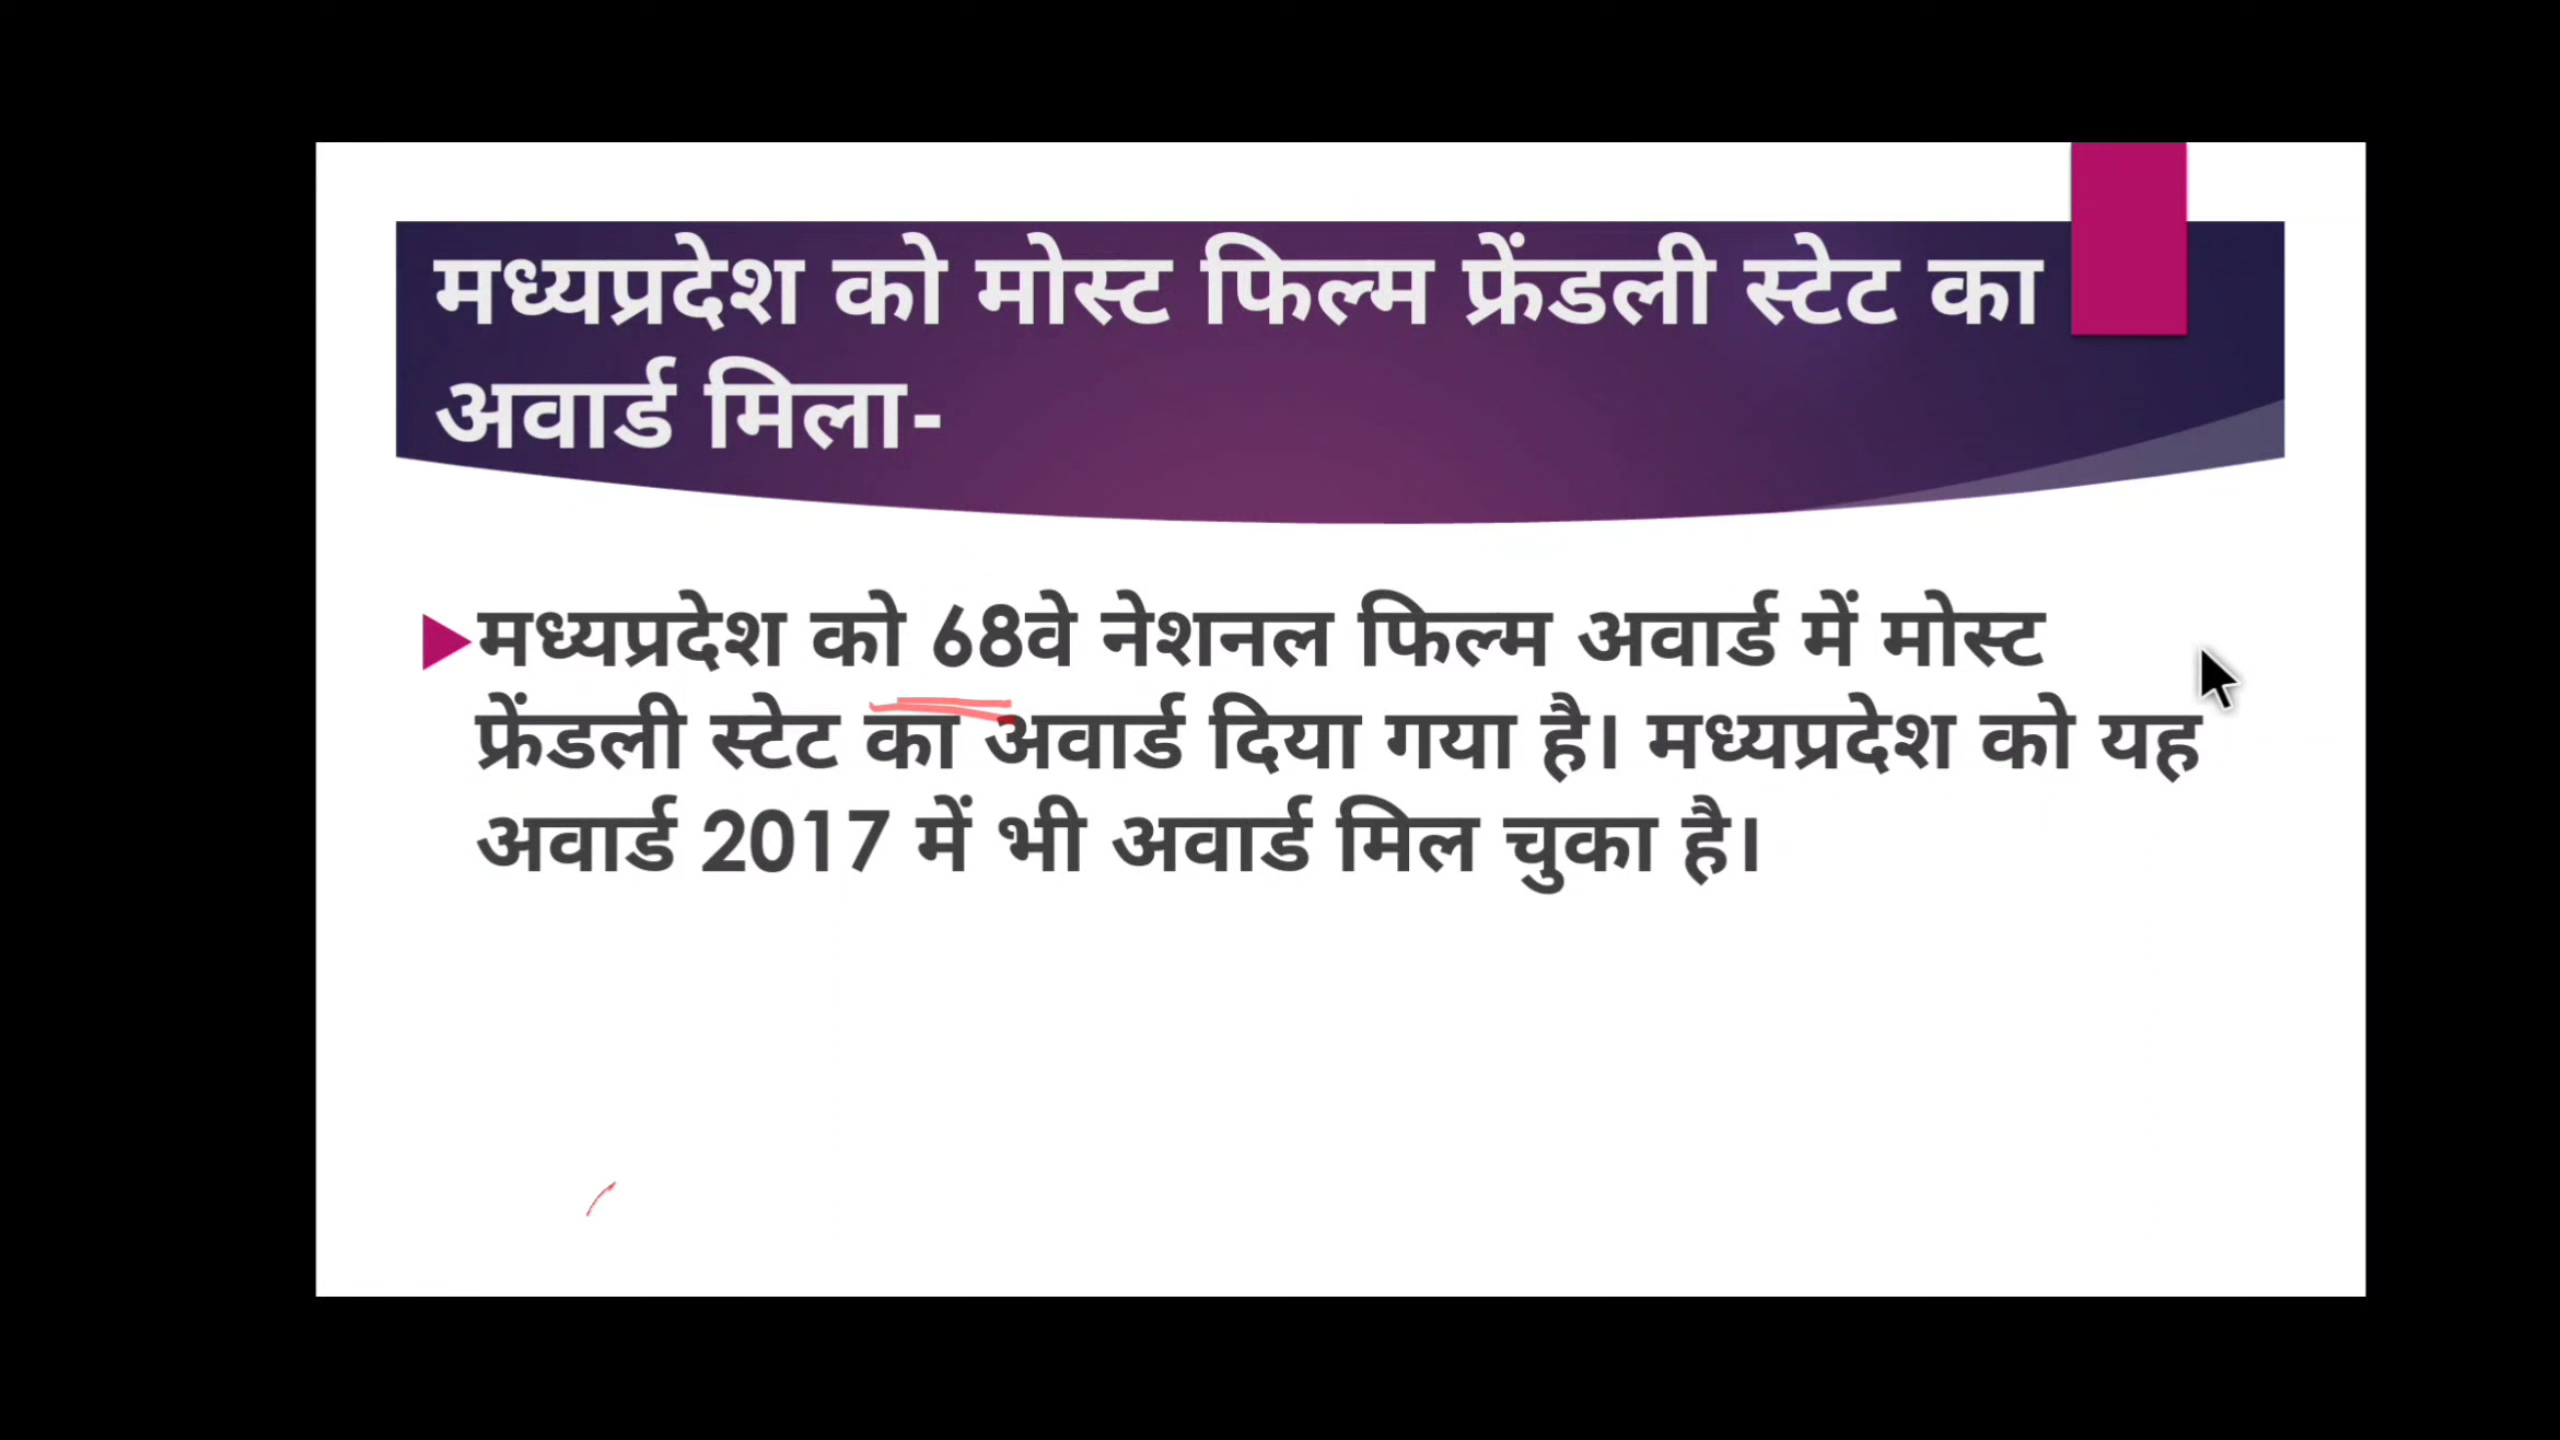 मध्यप्रदेश को मोस्ट फिल्म फ्रेंडली स्टेट का
अवार्ड मिला-
मध्यप्रदेश को 68वे नेशनल फिल्म अवार्ड में मोस्ट
फ्रेंडली स्टेट का अवार्ड दिया गया है। मध्यप्रदेश को यह
अवार्ड 2017 में भी अवार्ड मिल चुका है।